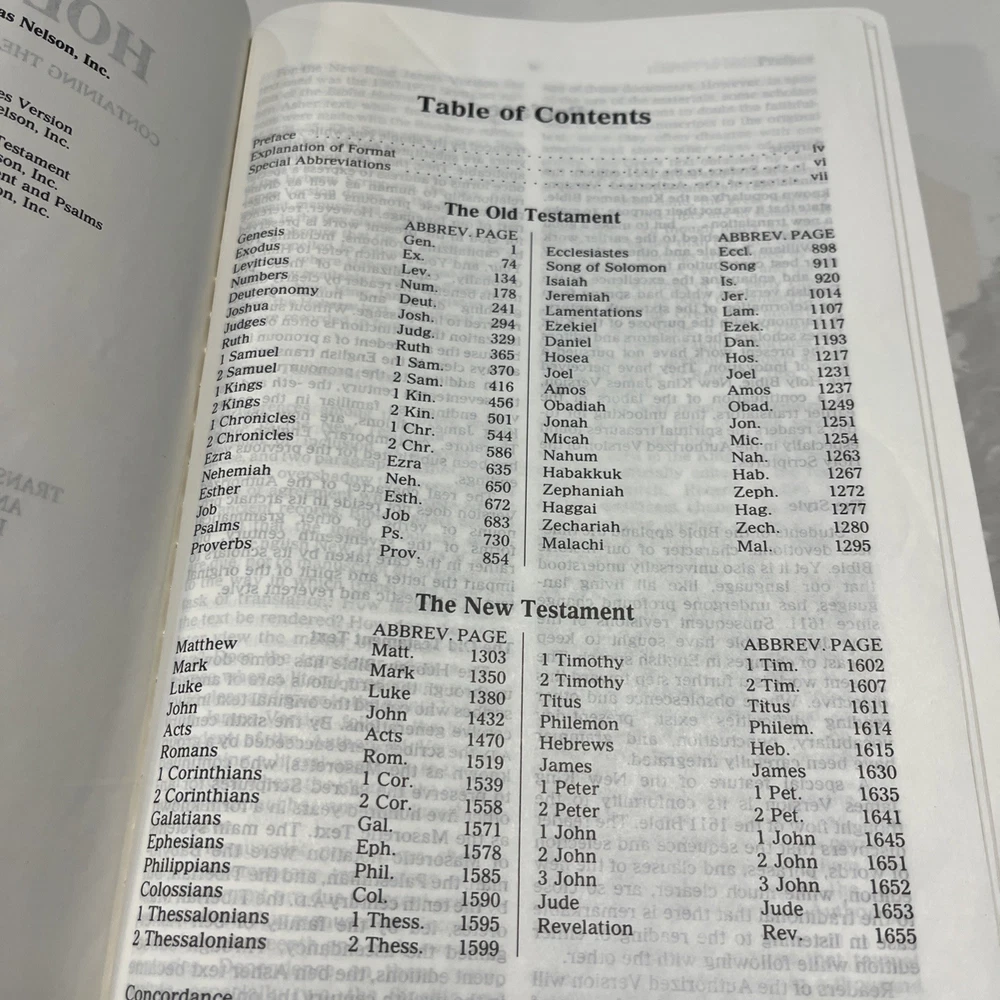 as Nelson, Inc.
es Version
elson, Inc.
Testament
son, Inc.
nt and Psalms
on, Inc.
Table of Contents
Preface iv
Explanation of Format vi
Special Abbreviations vii
The Old Testament
ABBREV. PAGE
Genesis Gen. 1
Exodus Ex. 74
Leviticus Lev. 134
Numbers Num. 178
Deuteronomy Deut. 241
Joshua Josh. 294
Judges Judg. 329
Ruth Ruth 365
1 Samuel 1 Sam. 370
2 Samuel 2 Sam. 416
1 Kings 1 Kin. 456
2 Kings 2 Kin. 501
1 Chronicles 1 Chr. 544
2 Chronicles 2 Chr. 586
Ezra Ezra 635
Nehemiah Neh. 650
Esther Esth. 672
Job Job 683
Psalms Ps. 730
Proverbs Prov. 854
ABBREV. PAGE
Ecclesiastes Eccl. 898
Song of Solomon Song 911
Isaiah Is. 920
Jeremiah Jer. 1014
Lamentations Lam. 1107
Ezekiel Ezek. 1117
Daniel Dan. 1193
Hosea Hos. 1217
Joel Joel 1231
Amos Amos 1237
Obadiah Obad. 1249
Jonah Jon. 1251
Micah Mic. 1254
Nahum Nah. 1263
Habakkuk Hab. 1267
Zephaniah Zeph. 1272
Haggai Hag. 1277
Zechariah Zech. 1280
Malachi Mal. 1295
The New Testament
ABBREV. PAGE
Matthew Matt. 1303
Mark Mark 1350
Luke Luke 1380
John John 1432
Acts Acts 1470
Romans Rom. 1519
1 Corinthians 1 Cor. 1539
2 Corinthians 2 Cor. 1558
Galatians Gal. 1571
Ephesians Eph. 1578
Philippians Phil. 1585
Colossians Col. 1590
1 Thessalonians 1 Thess. 1595
2 Thessalonians 2 Thess. 1599
ABBREV. PAGE
1 Timothy 1 Tim. 1602
2 Timothy 2 Tim. 1607
Titus Titus 1611
Philemon Philem. 1614
Hebrews Heb. 1615
James James 1630
1 Peter 1 Pet. 1635
2 Peter 2 Pet. 1641
1 John 1 John 1645
2 John 2 John 1651
3 John 3 John 1652
Jude Jude 1653
Revelation Rev. 1655
Concordance